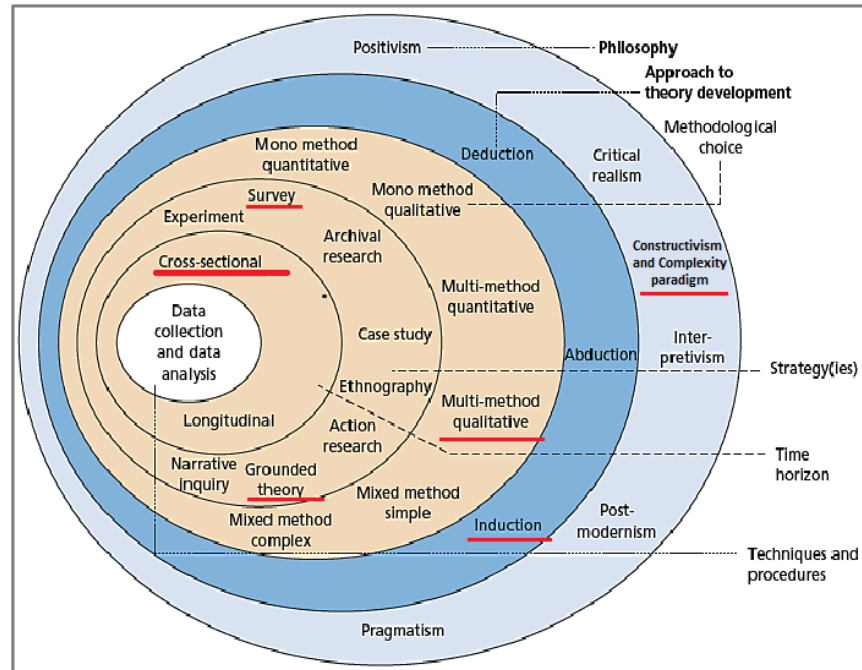 Positivism
Philosophy
Approach to
theory development
Methodological
choice
Mono method
quantitative
Deduction
Critical
realism
Mono method
qualitative
Survey
Experiment
Archival
research
Cross-sectional
Constructivism
and Complexity
paradigm
Multi-method
quantitative
Data
collection
and data
analysis
Case study
Abduction
Inter-
pretivism
Strategy(ies)
Ethnography
Multi-method
qualitative
Longitudinal
Action
research
Time
horizon
Narrative
inquiry
Grounded
theory
Mixed method
simple
Mixed method
complex
Induction
Post-
modernism
Techniques and
procedures
Pragmatism